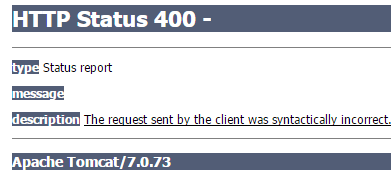 HTTP Status 400 -
type Status report
message
description The request sent by the client was syntactically incorrect.
Apache Tomcat/7.0.73